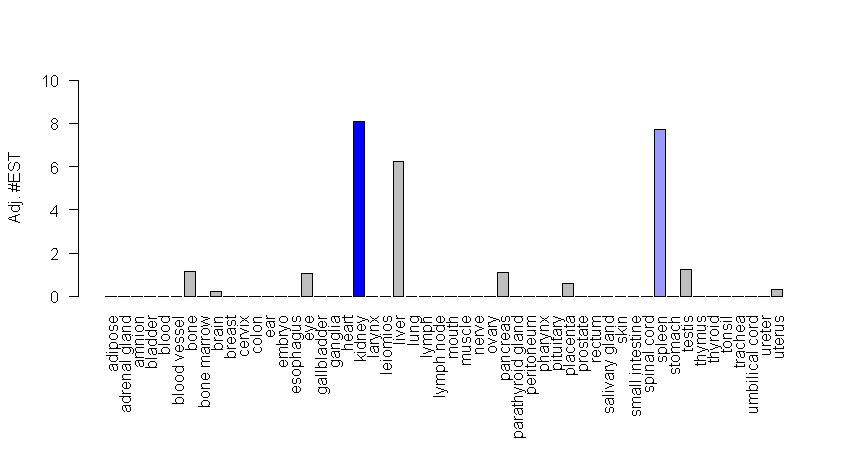 Adj. #EST
10
8
6
4
2
0
adipose
adrenal gland
amnion
bladder
blood
blood vessel
bone
bone marrow
brain
breast
cervix
colon
ear
embryo
esophagus
eye
gallbladder
ganglia
heart
kidney
larynx
leiomios
liver
lung
lymph
lymph node
mouth
muscle
nerve
ovary
pancreas
parathyroid gland
peritoneum
pharynx
pituitary
placenta
prostate
rectum
salivary gland
skin
small intestine
spinal cord
spleen
stomach
testis
thymus
thyroid
tonsil
trachea
umbilical cord
ureter
uterus